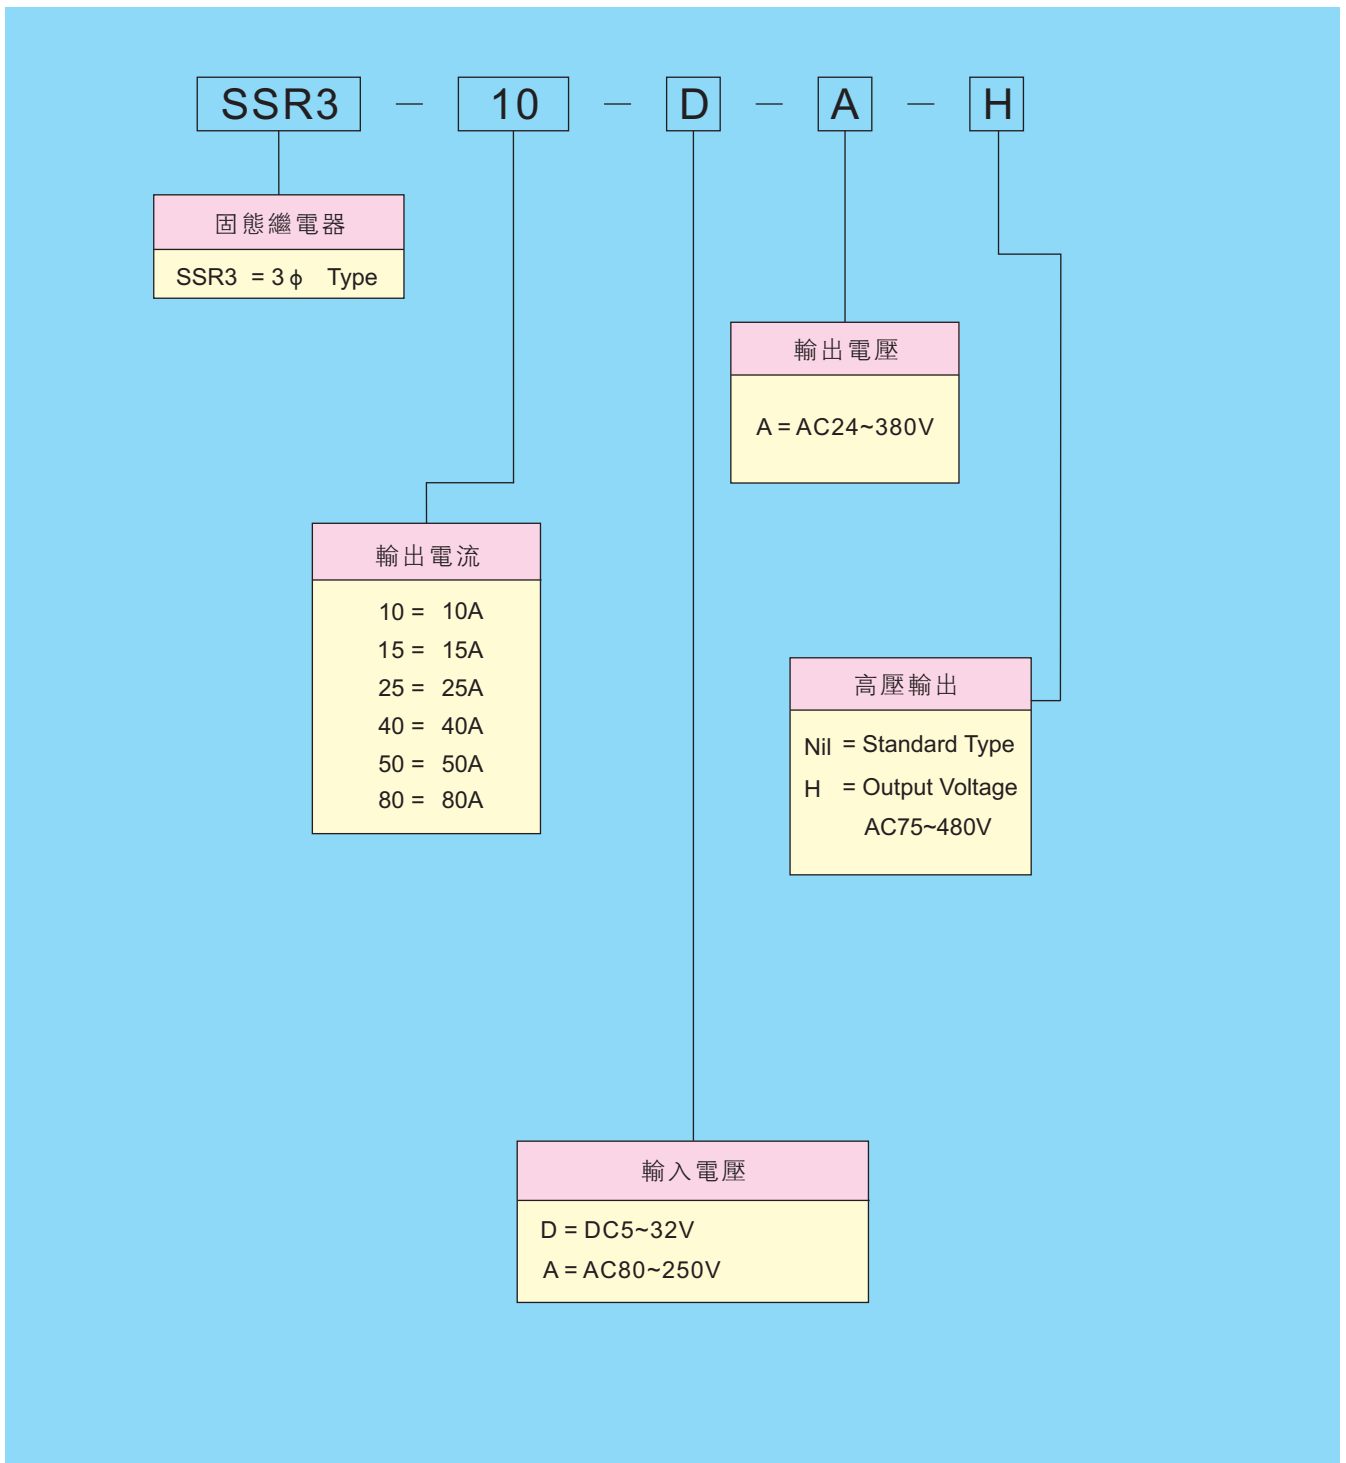 SSR3 — 10 — D — A — H
固態繼電器
SSR3 = 3 ϕ Type
輸出電壓
A = AC24~380V
輸出電流
10 = 10A
15 = 15A
25 = 25A
40 = 40A
50 = 50A
80 = 80A
高壓輸出
Nil = Standard Type
H = Output Voltage
AC75~480V
輸入電壓
D = DC5~32V
A = AC80~250V